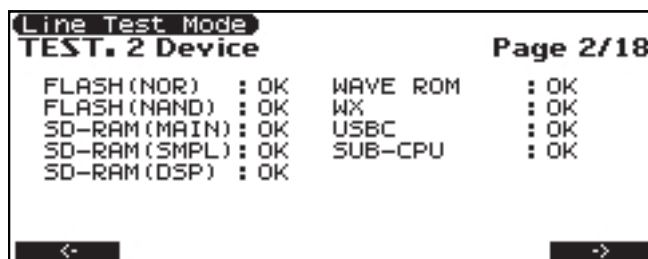 (Line Test Mode)
TEST. 2 Device Page 2/18
FLASH(NOR) : OK WAVE ROM : OK
FLASH(NAND) : OK WX : OK
SD-RAM(MAIN): OK USBC : OK
SD-RAM(SMPL): OK SUB-CPU : OK
SD-RAM(DSP) : OK
<- ->